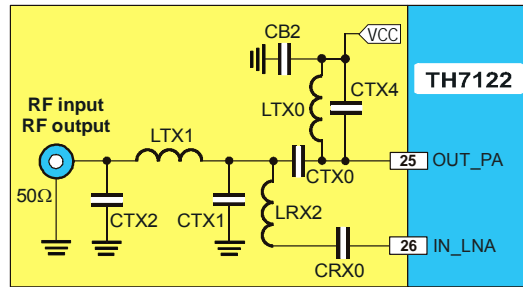 CB2
VCC
TH7122
LTX0
CTX4
RF input
RF output
LTX1
25
OUT_PA
CTX0
50Ω
CTX2
CTX1
LRX2
26
IN_LNA
CRX0